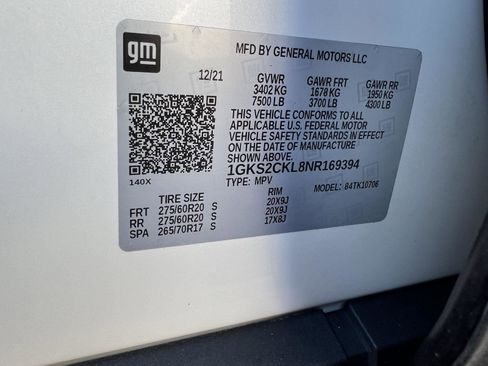 gm
MFD BY GENERAL MOTORS LLC
12/21 GVWR GAWR FRT GAWR RR
3402 KG 1678 KG 1950 KG
7500 LB 3700 LB 4300 LB
THIS VEHICLE CONFORMS TO ALL
APPLICABLE U.S. FEDERAL MOTOR
VEHICLE SAFETY STANDARDS IN EFFECT
ON THE DATE OF MANUFACTURE
SHOWN ABOVE.
1GKS2CKL8NR169394
140X TYPE: MPV MODEL: 84TK10706
TIRE SIZE RIM
FRT 275/60R20 S 20X9J
RR 275/60R20 S 20X9J
SPA 265/70R17 S 17X8J